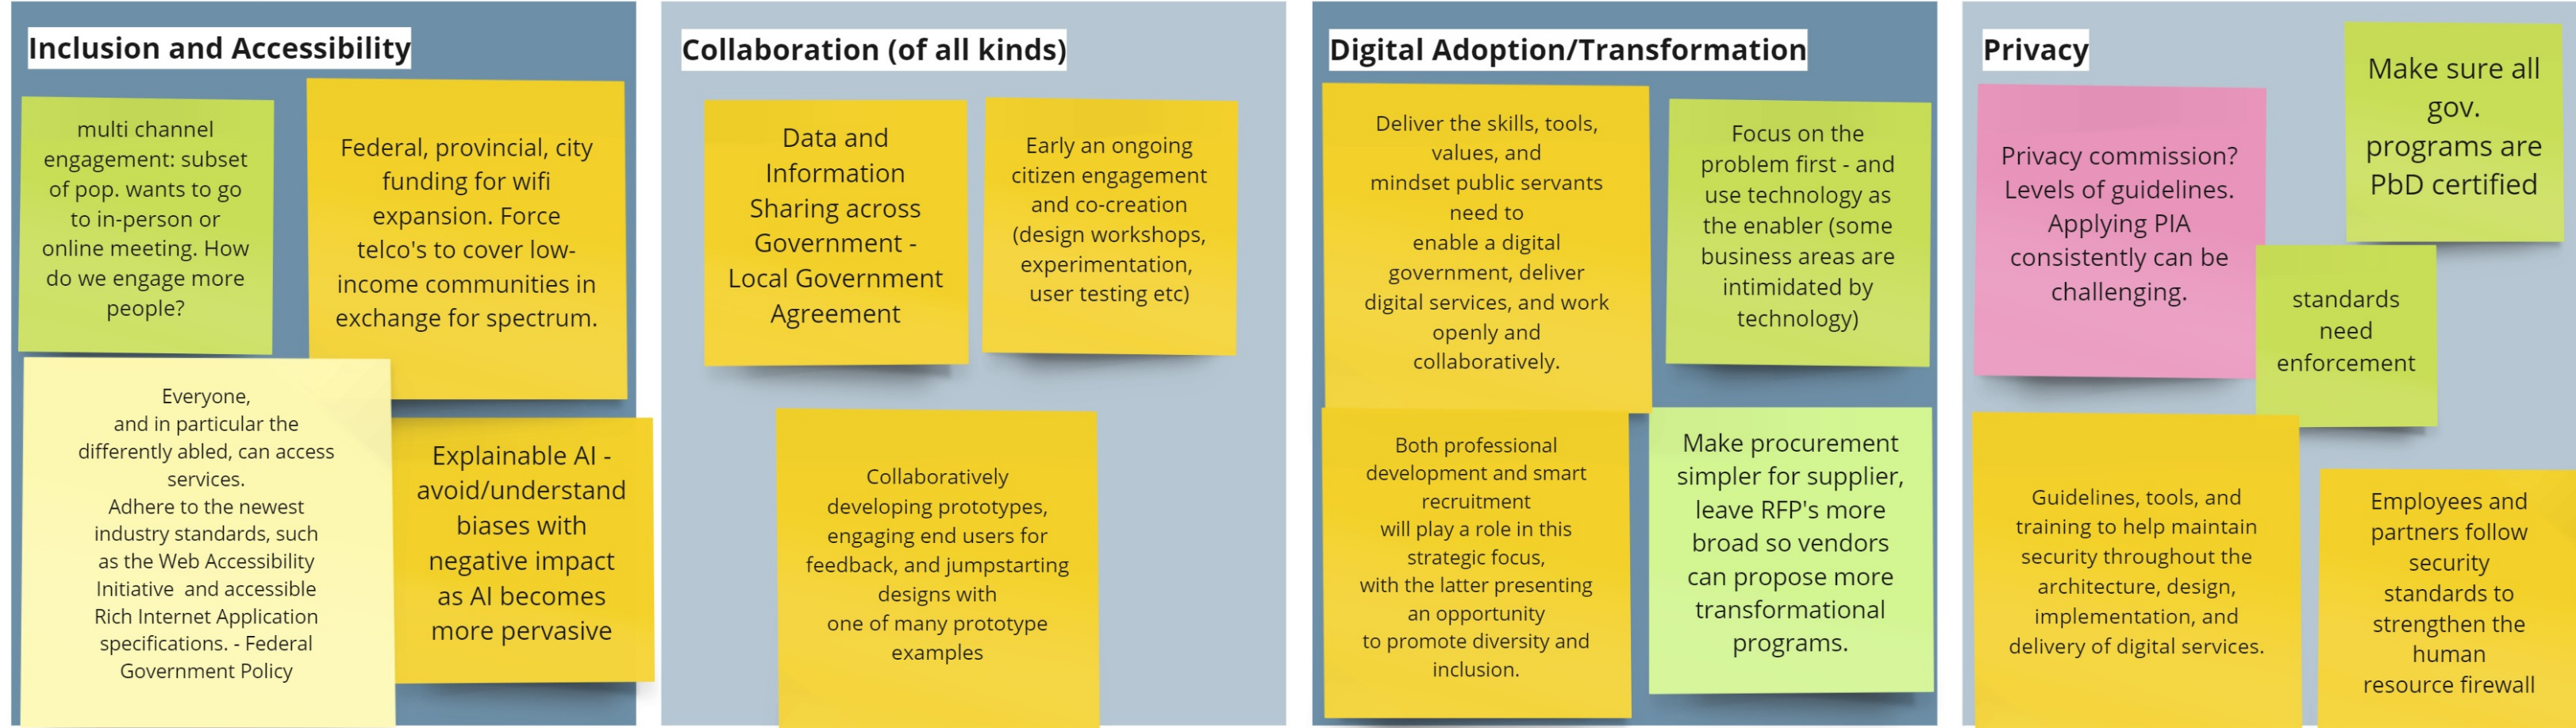 Inclusion and Accessibility
multi channel
engagement: subset
of pop. wants to go
to in-person or
online meeting. How
do we engage more
people?
Federal, provincial, city
funding for wifi
expansion. Force
telco's to cover low-
income communities in
exchange for spectrum.
Everyone,
and in particular the
differently abled, can access
services.
Adhere to the newest
industry standards, such
as the Web Accessibility
Initiative and accessible
Rich Internet Application
specifications. - Federal
Government Policy
Explainable AI -
avoid/understand
biases with
negative impact
as AI becomes
more pervasive
Collaboration (of all kinds)
Data and
Information
Sharing across
Government -
Local Government
Agreement
Early an ongoing
citizen engagement
and co-creation
(design workshops,
experimentation,
user testing etc)
Collaboratively
developing prototypes,
engaging end users for
feedback, and jumpstarting
designs with
one of many prototype
examples
Digital Adoption/Transformation
Deliver the skills, tools,
values, and
mindset public servants
need to
enable a digital
government, deliver
digital services, and work
openly and
collaboratively.
Focus on the
problem first - and
use technology as
the enabler (some
business areas are
intimidated by
technology)
Both professional
development and smart
recruitment
will play a role in this
strategic focus,
with the latter presenting
an opportunity
to promote diversity and
inclusion.
Make procurement
simpler for supplier,
leave RFP's more
broad so vendors
can propose more
transformational
programs.
Privacy
Make sure all
gov.
programs are
PbD certified
Privacy commission?
Levels of guidelines.
Applying PIA
consistently can be
challenging.
standards
need
enforcement
Guidelines, tools, and
training to help maintain
security throughout the
architecture, design,
implementation, and
delivery of digital services.
Employees and
partners follow
security
standards to
strengthen the
human
resource firewall